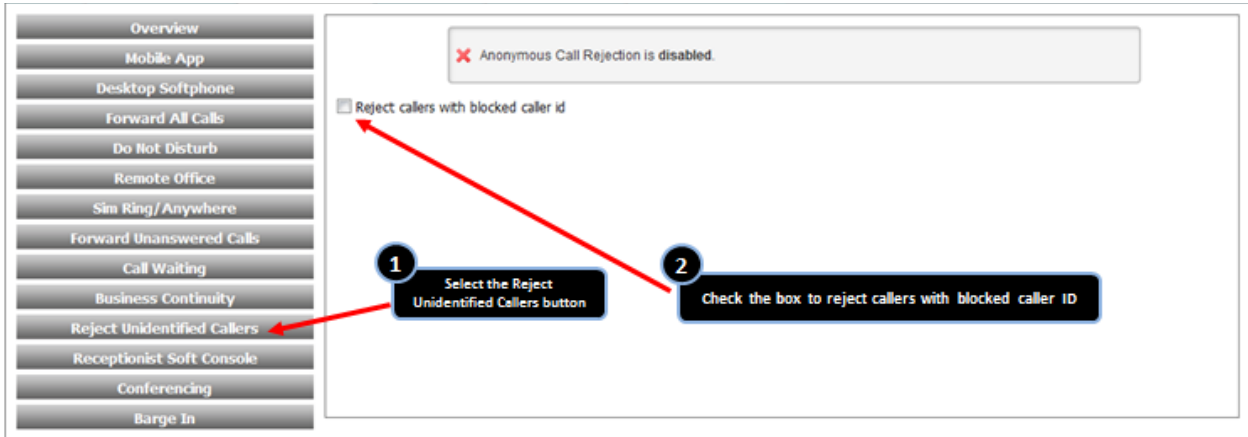 Overview
Mobile App
Desktop Softphone
Forward All Calls
Do Not Disturb
Remote Office
Sim Ring/Anywhere
Forward Unanswered Calls
Call Waiting
Business Continuity
Reject Unidentified Callers
Receptionist Soft Console
Conferencing
Barge In
Anonymous Call Rejection is disabled.
Reject callers with blocked caller id
1
Select the Reject
Unidentified Callers button
2
Check the box to reject callers with blocked caller ID